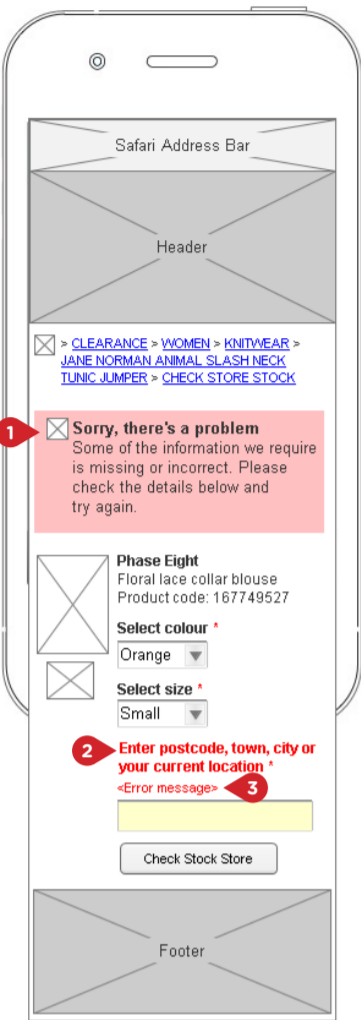 Safari Address Bar
Header
> CLEARANCE > WOMEN > KNITWEAR >
JANE NORMAN ANIMAL SLASH NECK
TUNIC JUMPER > CHECK STORE STOCK
1
Sorry, there's a problem
Some of the information we require
is missing or incorrect. Please
check the details below and
try again.
Phase Eight
Floral lace collar blouse
Product code: 167749527
Select colour *
Orange
Select size *
Small
2
Enter postcode, town, city or
your current location *
<Error message>
3
Check Stock Store
Footer